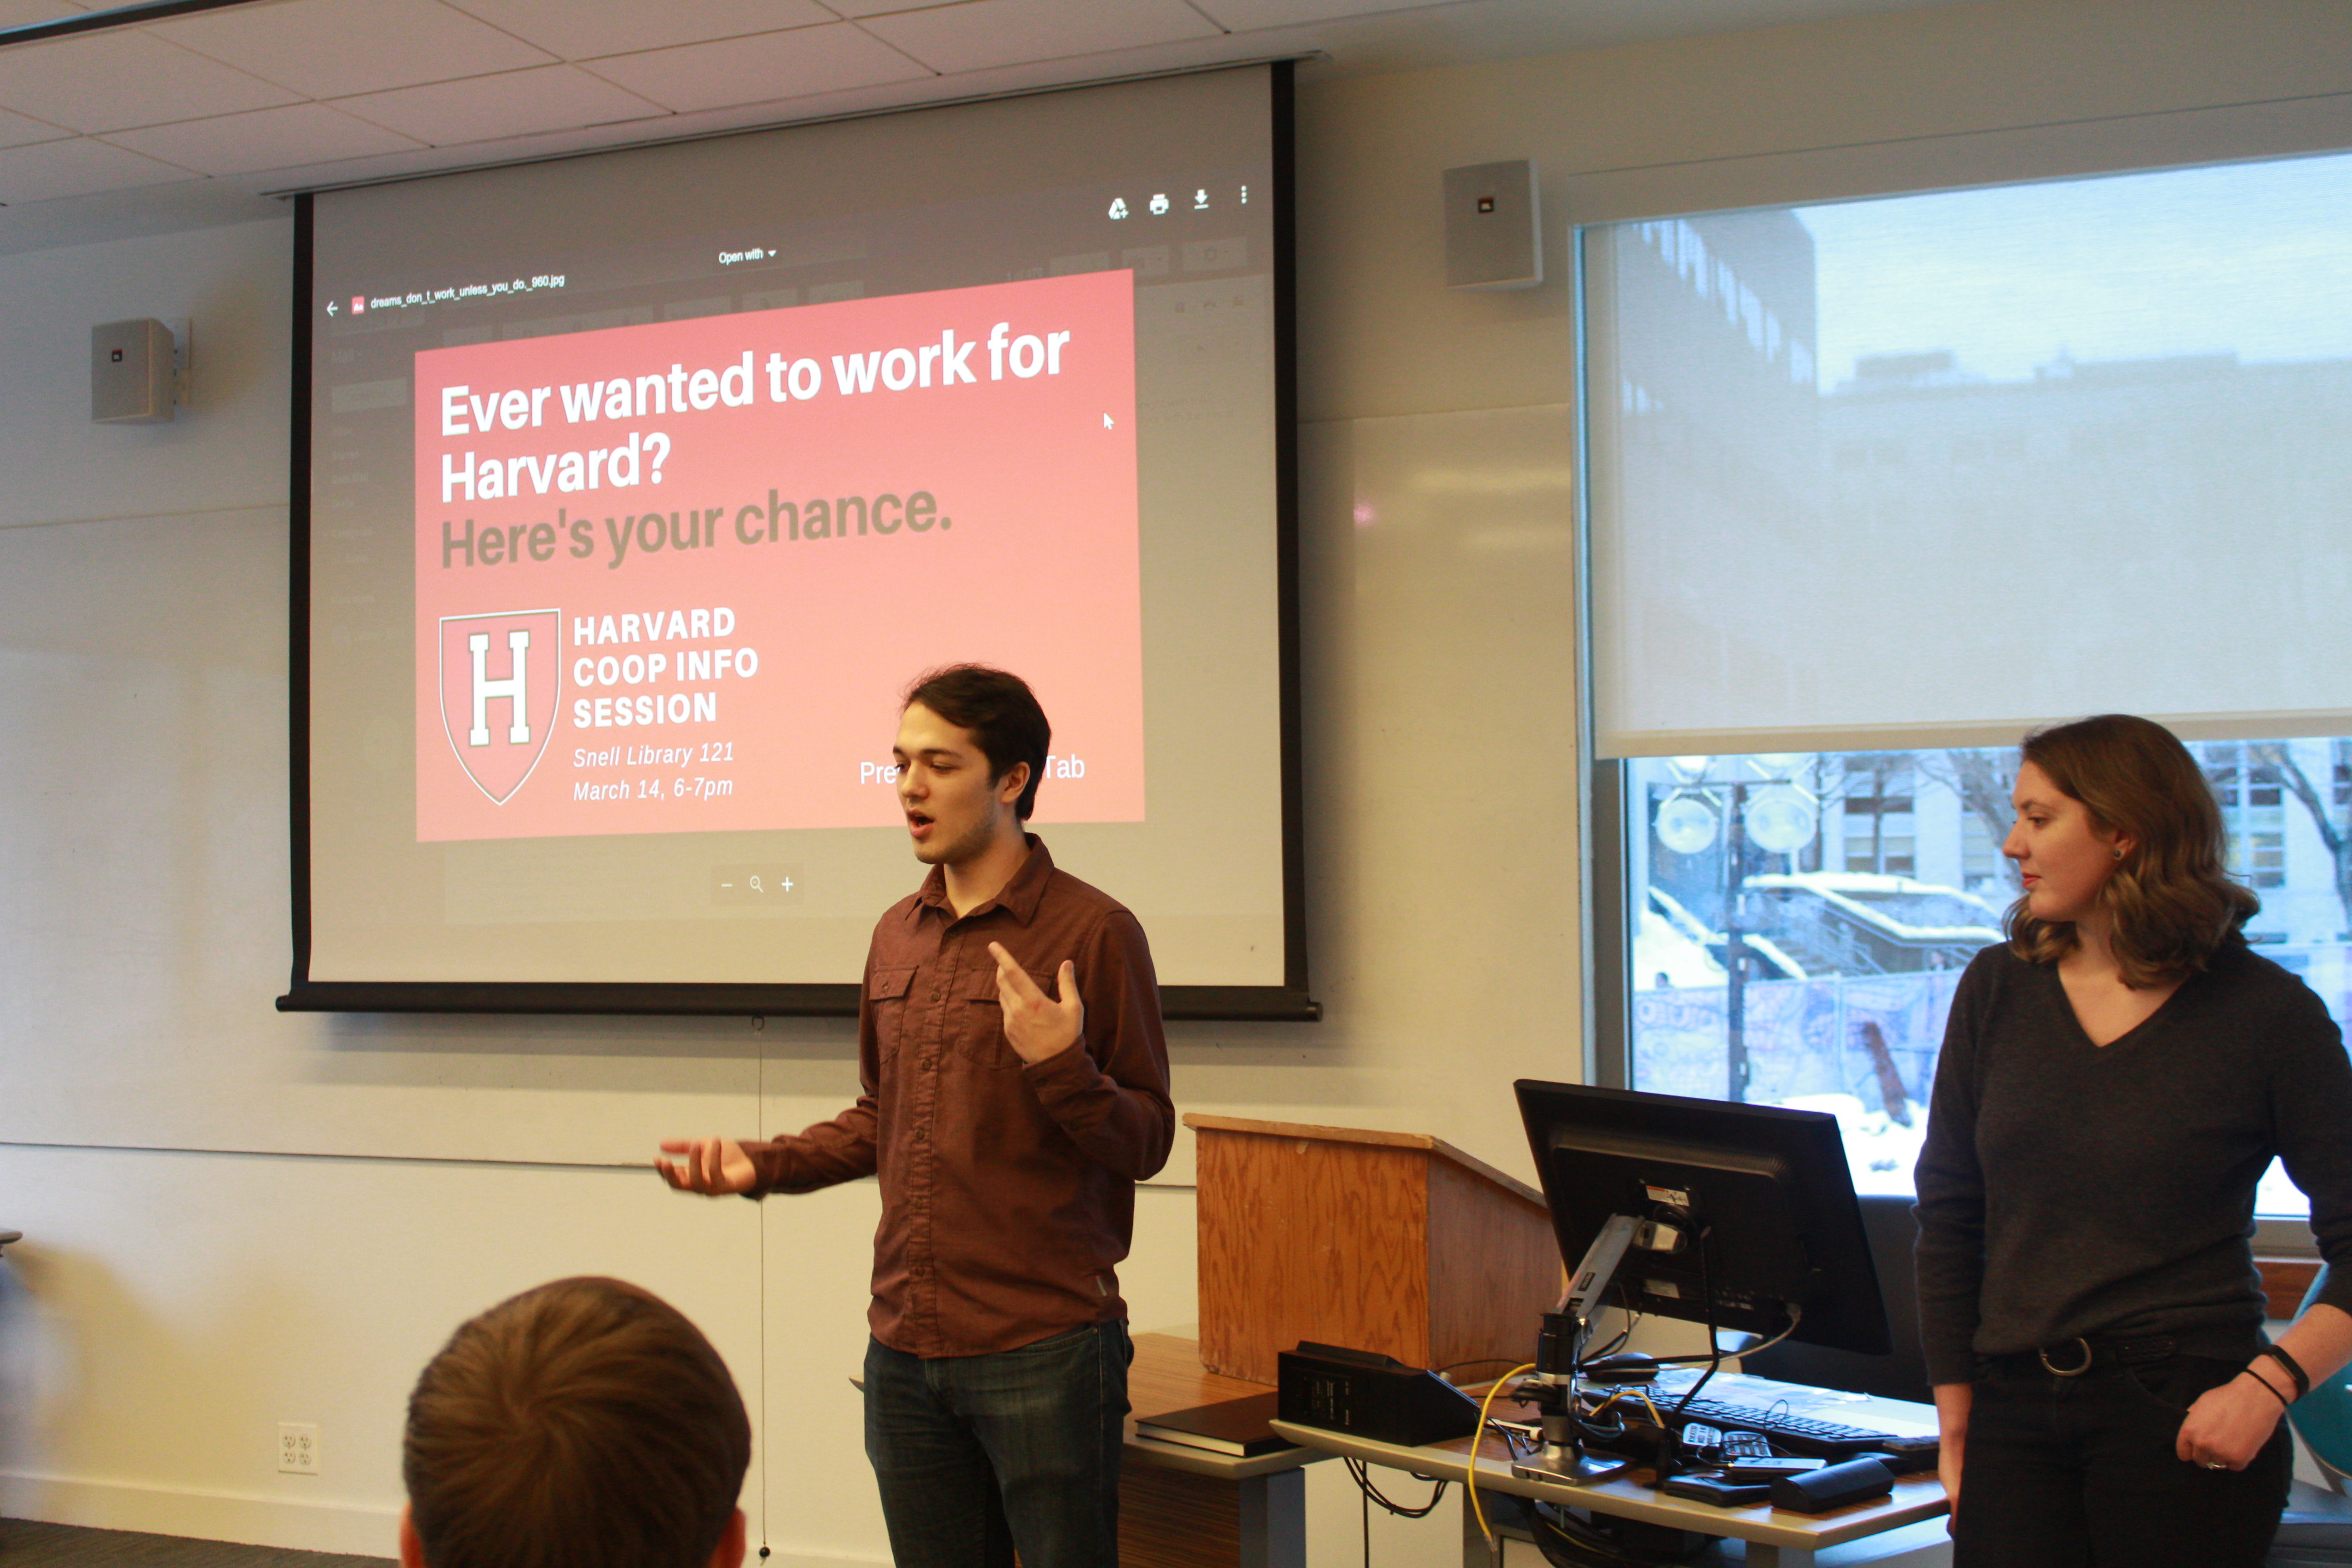 Open with
dreams_don_t_work_unless_you_do._960.jpg
Ever wanted to work for
Harvard?
Here's your chance.
H
HARVARD
COOP INFO
SESSION
Snell Library 121
March 14, 6-7pm
Tab